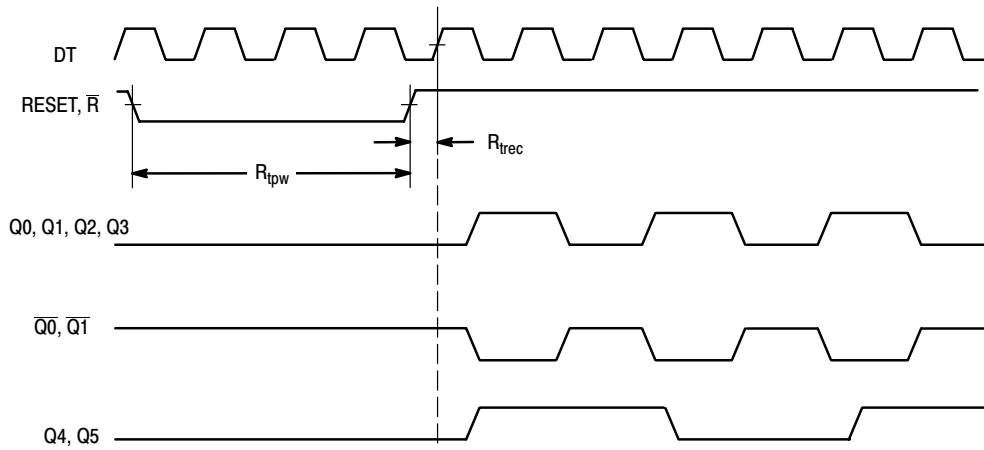 DT
RESET, R̅
R_trec
R_tpw
Q0, Q1, Q2, Q3
Q̅0̅, Q̅1̅
Q4, Q5